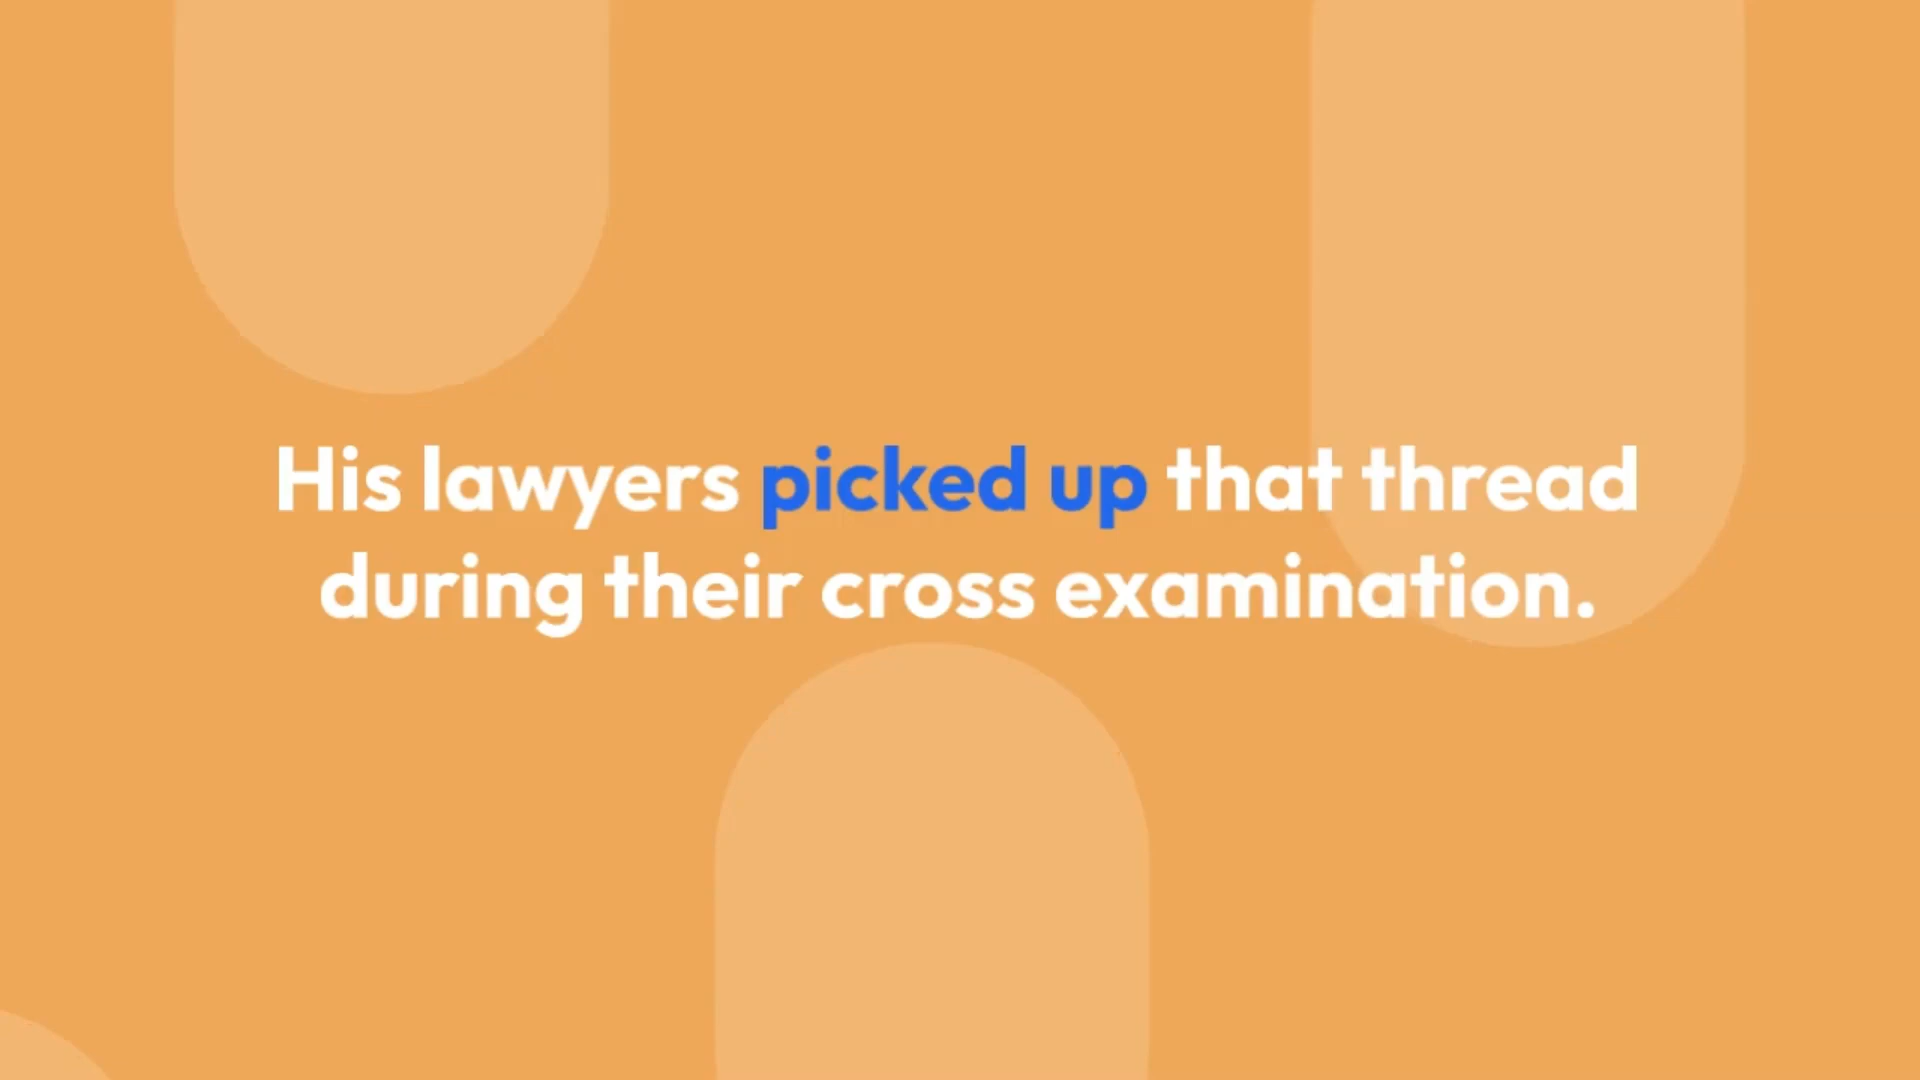 His lawyers picked up that thread
during their cross examination.